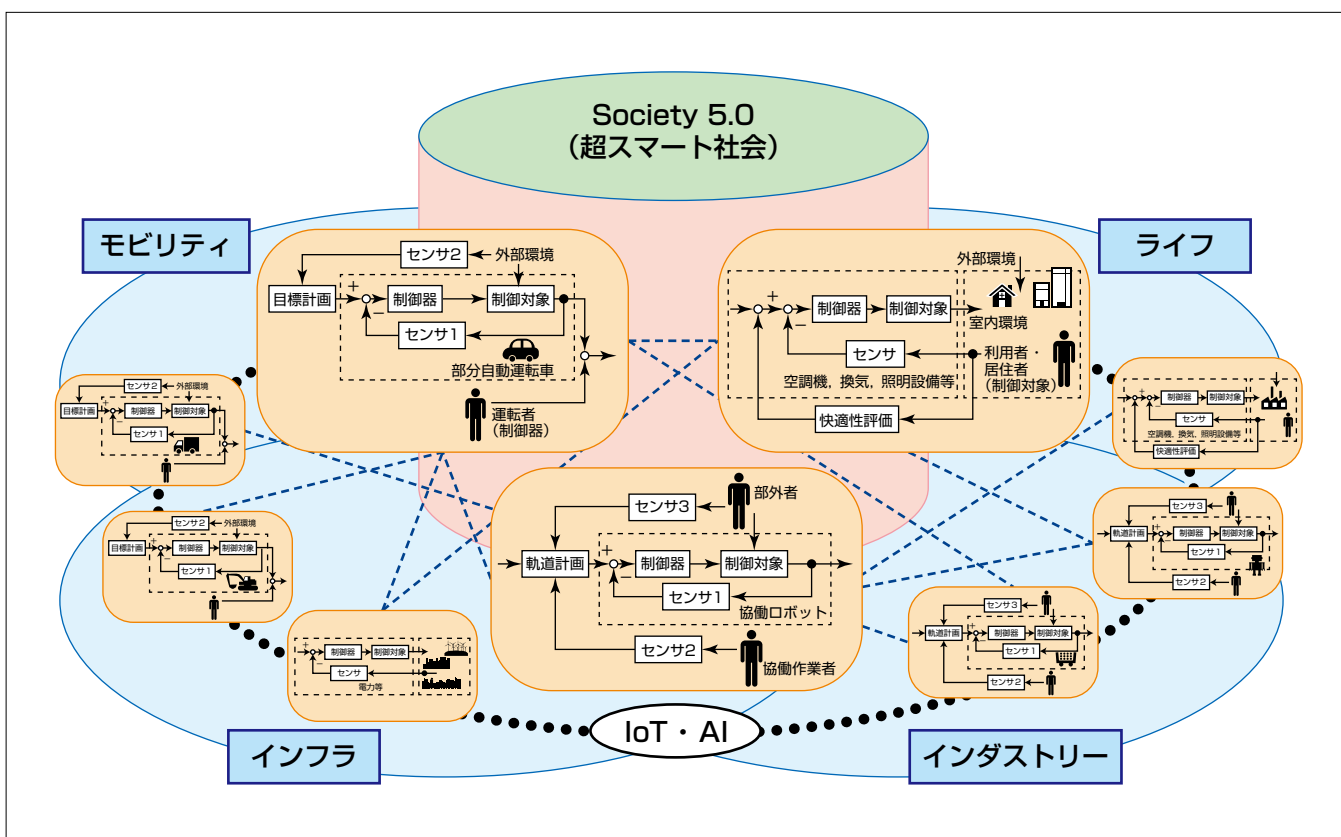 Society 5.0
（超スマート社会）
モビリティ
ライフ
センサ2
外部環境
目標計画
+
−
制御器
制御対象
センサ1
部分自動運転車
運転者
（制御器）
外部環境
+
−
制御器
制御対象
室内環境
センサ
利用者・
居住者
（制御対象）
空調機，換気，照明設備等
快適性評価
センサ2
外部環境
目標計画
+
−
制御器
制御対象
センサ1
+
−
制御器
制御対象
センサ
空調機，換気，照明設備等
快適性評価
センサ3
部外者
軌道計画
+
−
制御器
制御対象
センサ1
協働ロボット
センサ2
協働作業者
センサ2
外部環境
目標計画
+
−
制御器
制御対象
センサ1
センサ3
軌道計画
+
−
制御器
制御対象
センサ1
センサ2
+
−
制御器
制御対象
センサ
電力等
センサ3
軌道計画
+
−
制御器
制御対象
センサ1
センサ2
IoT・AI
インフラ
インダストリー